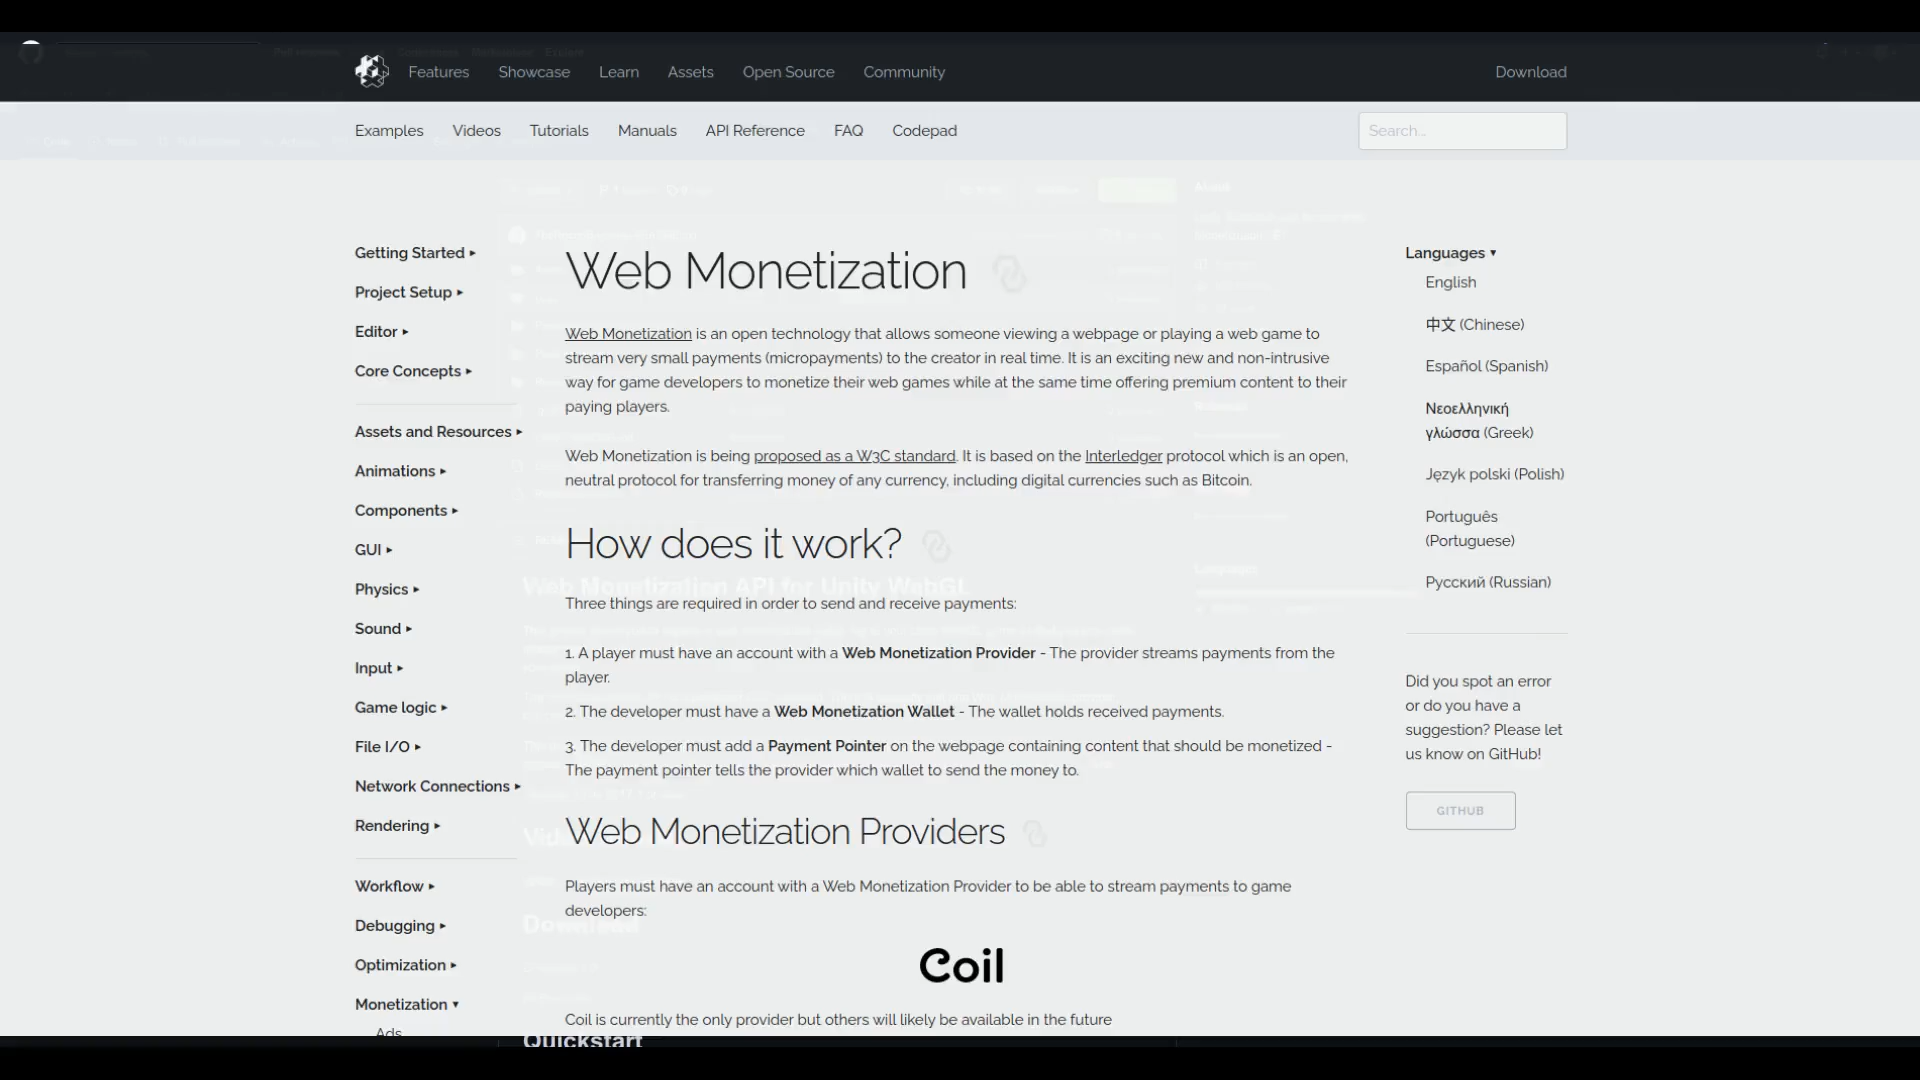 Features Showcase Learn Assets Open Source Community Download
Examples Videos Tutorials Manuals API Reference FAQ Codepad Search...
Getting Started ▸
Project Setup ▸
Editor ▸
Core Concepts ▸
Assets and Resources ▸
Animations ▸
Components ▸
GUI ▸
Physics ▸
Sound ▸
Input ▸
Game logic ▸
File I/O ▸
Network Connections ▸
Rendering ▸
Workflow ▸
Debugging ▸
Optimization ▸
Monetization ▾
Ads
Web Monetization
Web Monetization is an open technology that allows someone viewing a webpage or playing a web game to
stream very small payments (micropayments) to the creator in real time. It is an exciting new and non-intrusive
way for game developers to monetize their web games while at the same time offering premium content to their
paying players.
Web Monetization is being proposed as a W3C standard. It is based on the Interledger protocol which is an open,
neutral protocol for transferring money of any currency, including digital currencies such as Bitcoin.
How does it work?
Web Monetization API for Unity WebGL
Three things are required in order to send and receive payments:
1. A player must have an account with a Web Monetization Provider - The provider streams payments from the
player.
2. The developer must have a Web Monetization Wallet - The wallet holds received payments.
3. The developer must add a Payment Pointer on the webpage containing content that should be monetized -
The payment pointer tells the provider which wallet to send the money to.
Web Monetization Providers
Players must have an account with a Web Monetization Provider to be able to stream payments to game
developers:
Download
Coil
Coil is currently the only provider but others will likely be available in the future
Quickstart
Languages ▾
English
中文 (Chinese)
Español (Spanish)
Νεοελληνική
γλώσσα (Greek)
Język polski (Polish)
Português
(Portuguese)
Русский (Russian)
Did you spot an error
or do you have a
suggestion? Please let
us know on GitHub!
GITHUB